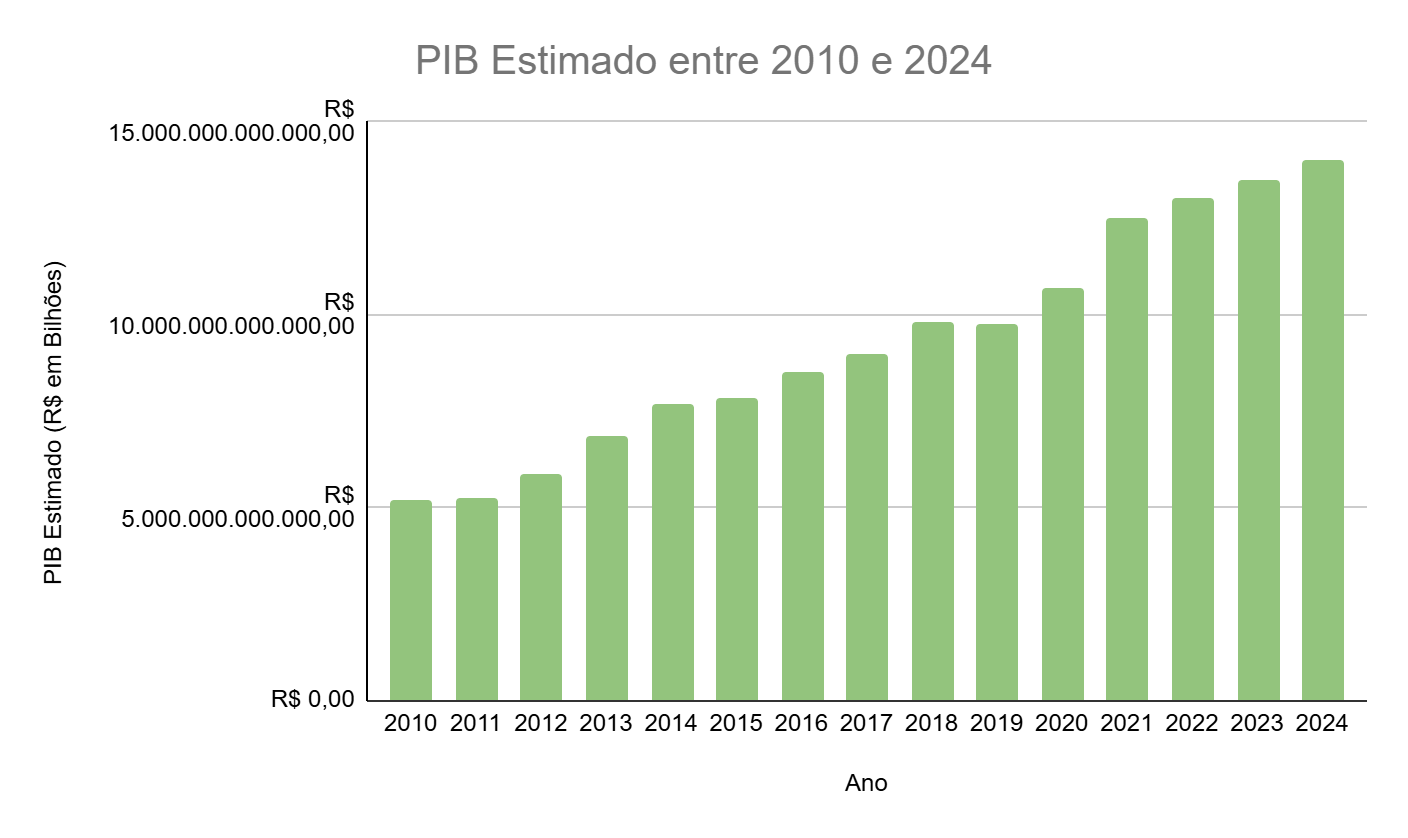 PIB Estimado entre 2010 e 2024
R$
15.000.000.000.000,00
R$
10.000.000.000.000,00
R$
5.000.000.000.000,00
R$ 0,00
PIB Estimado (R$ em Bilhões)
2010 2011 2012 2013 2014 2015 2016 2017 2018 2019 2020 2021 2022 2023 2024
Ano